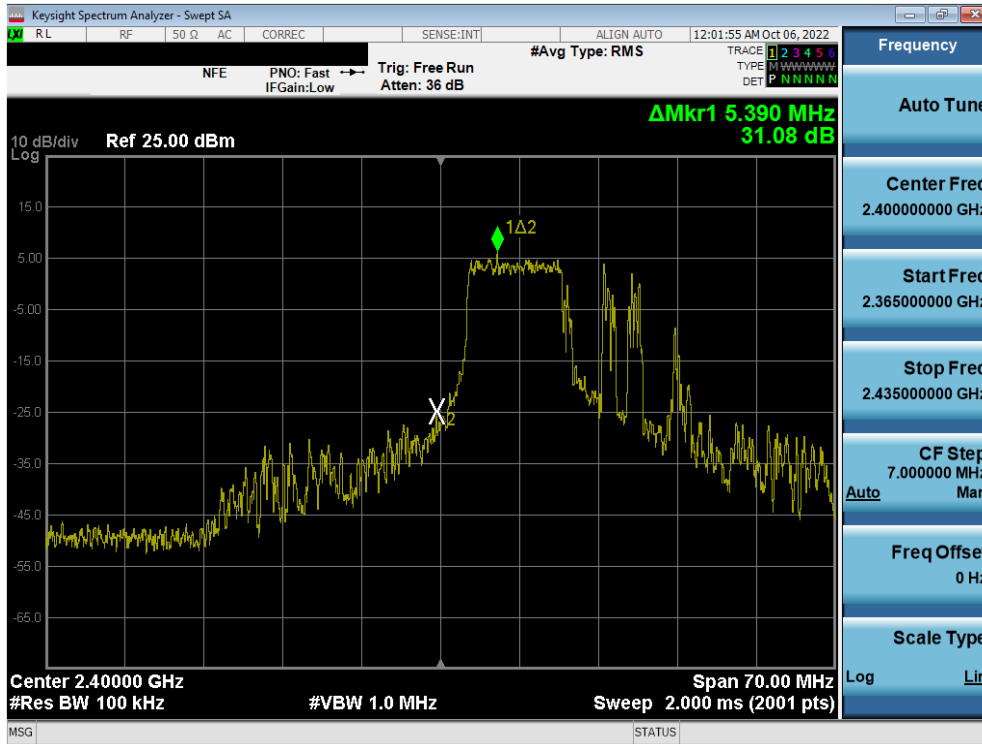 Keysight Spectrum Analyzer - Swept SA
LXI RL RF 50 Ω AC CORREC SENSE:INT ALIGN AUTO 12:01:55 AM Oct 06, 2022
NFE PNO: Fast IFGain:Low Trig: Free Run Atten: 36 dB #Avg Type: RMS
TRACE 1 2 3 4 5 6
TYPE M WWWWW
DET P N N N N N
ΔMkr1 5.390 MHz
31.08 dB
10 dB/div Ref 25.00 dBm
Log
15.0
5.00
-5.00
-15.0
-25.0
-35.0
-45.0
-55.0
-65.0
1Δ2
X2
Center 2.40000 GHz Span 70.00 MHz
#Res BW 100 kHz #VBW 1.0 MHz Sweep 2.000 ms (2001 pts)
MSG STATUS
Frequency
Auto Tune
Center Freq
2.400000000 GHz
Start Freq
2.365000000 GHz
Stop Freq
2.435000000 GHz
CF Step
7.000000 MHz
Auto Man
Freq Offset
0 Hz
Scale Type
Log Lin